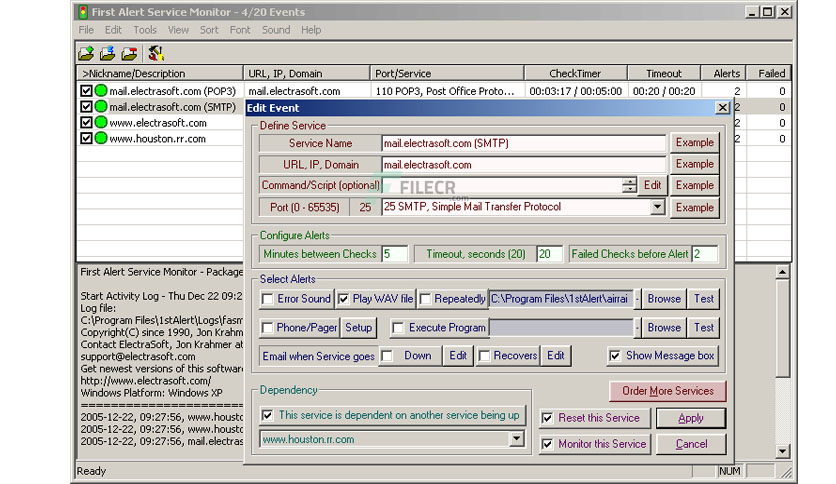 First Alert Service Monitor - 4/20 Events
File Edit Tools View Sort Font Sound Help
>Nickname/Description URL, IP, Domain Port/Service CheckTimer Timeout Alerts Failed
mail.electrasoft.com (POP3) mail.electrasoft.com 110 POP3, Post Office Proto... 00:03:17 / 00:05:00 00:20 / 00:20 2 0
mail.electrasoft.com (SMTP) 2 0
www.electrasoft.com 2 0
www.houston.rr.com 2 0
Edit Event
Define Service
Service Name mail.electrasoft.com (SMTP) Example
URL, IP, Domain mail.electrasoft.com Example
Command/Script (optional) Edit Example
FILECR
.com
Port (0 - 65535) 25 25 SMTP, Simple Mail Transfer Protocol Example
Configure Alerts
Minutes between Checks 5 Timeout, seconds (20) 20 Failed Checks before Alert 2
Select Alerts
Error Sound Play WAV file Repeatedly C:\Program Files\1stAlert\airrai - Browse Test
Phone/Pager Setup Execute Program - Browse Test
Email when Service goes Down Edit Recovers Edit Show Message box
Dependency
This service is dependent on another service being up
www.houston.rr.com
Order More Services
Reset this Service Apply
Monitor this Service Cancel
First Alert Service Monitor - Package
Start Activity Log - Thu Dec 22 09:2
Log file:
C:\Program Files\1stAlert\Logs\fasm
Copyright(C) since 1990, Jon Krahm
Contact ElectraSoft, Jon Krahmer at
support@electrasoft.com
Get newest versions of this software
http://www.electrasoft.com/
Windows Platform: Windows XP
==========================
2005-12-22, 09:27:56, www.housto
2005-12-22, 09:27:56, www.housto
2005-12-22, 09:27:56, mail.electras
Ready NUM